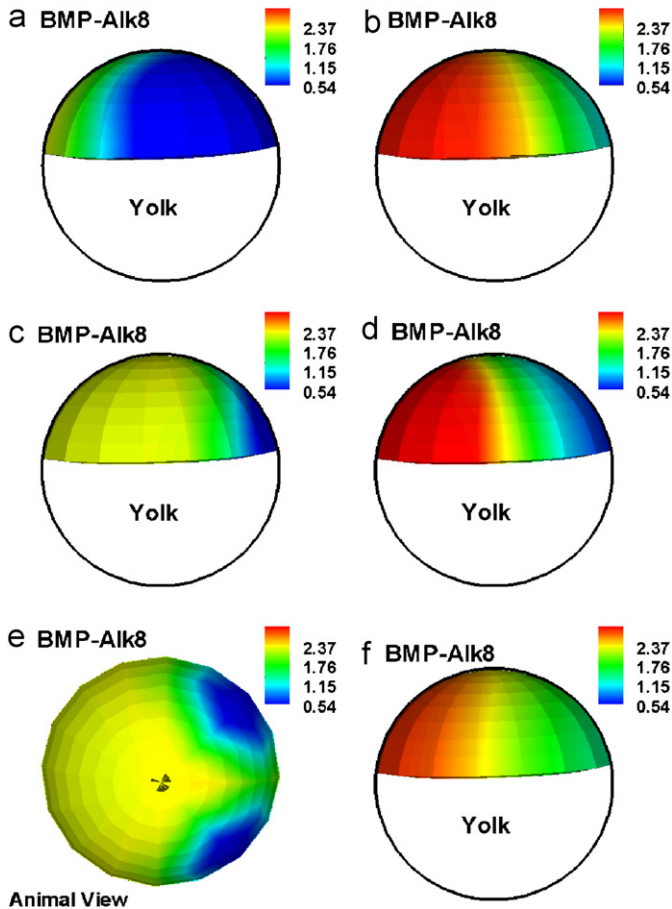 a BMP-Alk8
2.37
1.76
1.15
0.54
Yolk
b BMP-Alk8
2.37
1.76
1.15
0.54
Yolk
c BMP-Alk8
2.37
1.76
1.15
0.54
Yolk
d BMP-Alk8
2.37
1.76
1.15
0.54
Yolk
e BMP-Alk8
2.37
1.76
1.15
0.54
Animal View
f BMP-Alk8
2.37
1.76
1.15
0.54
Yolk